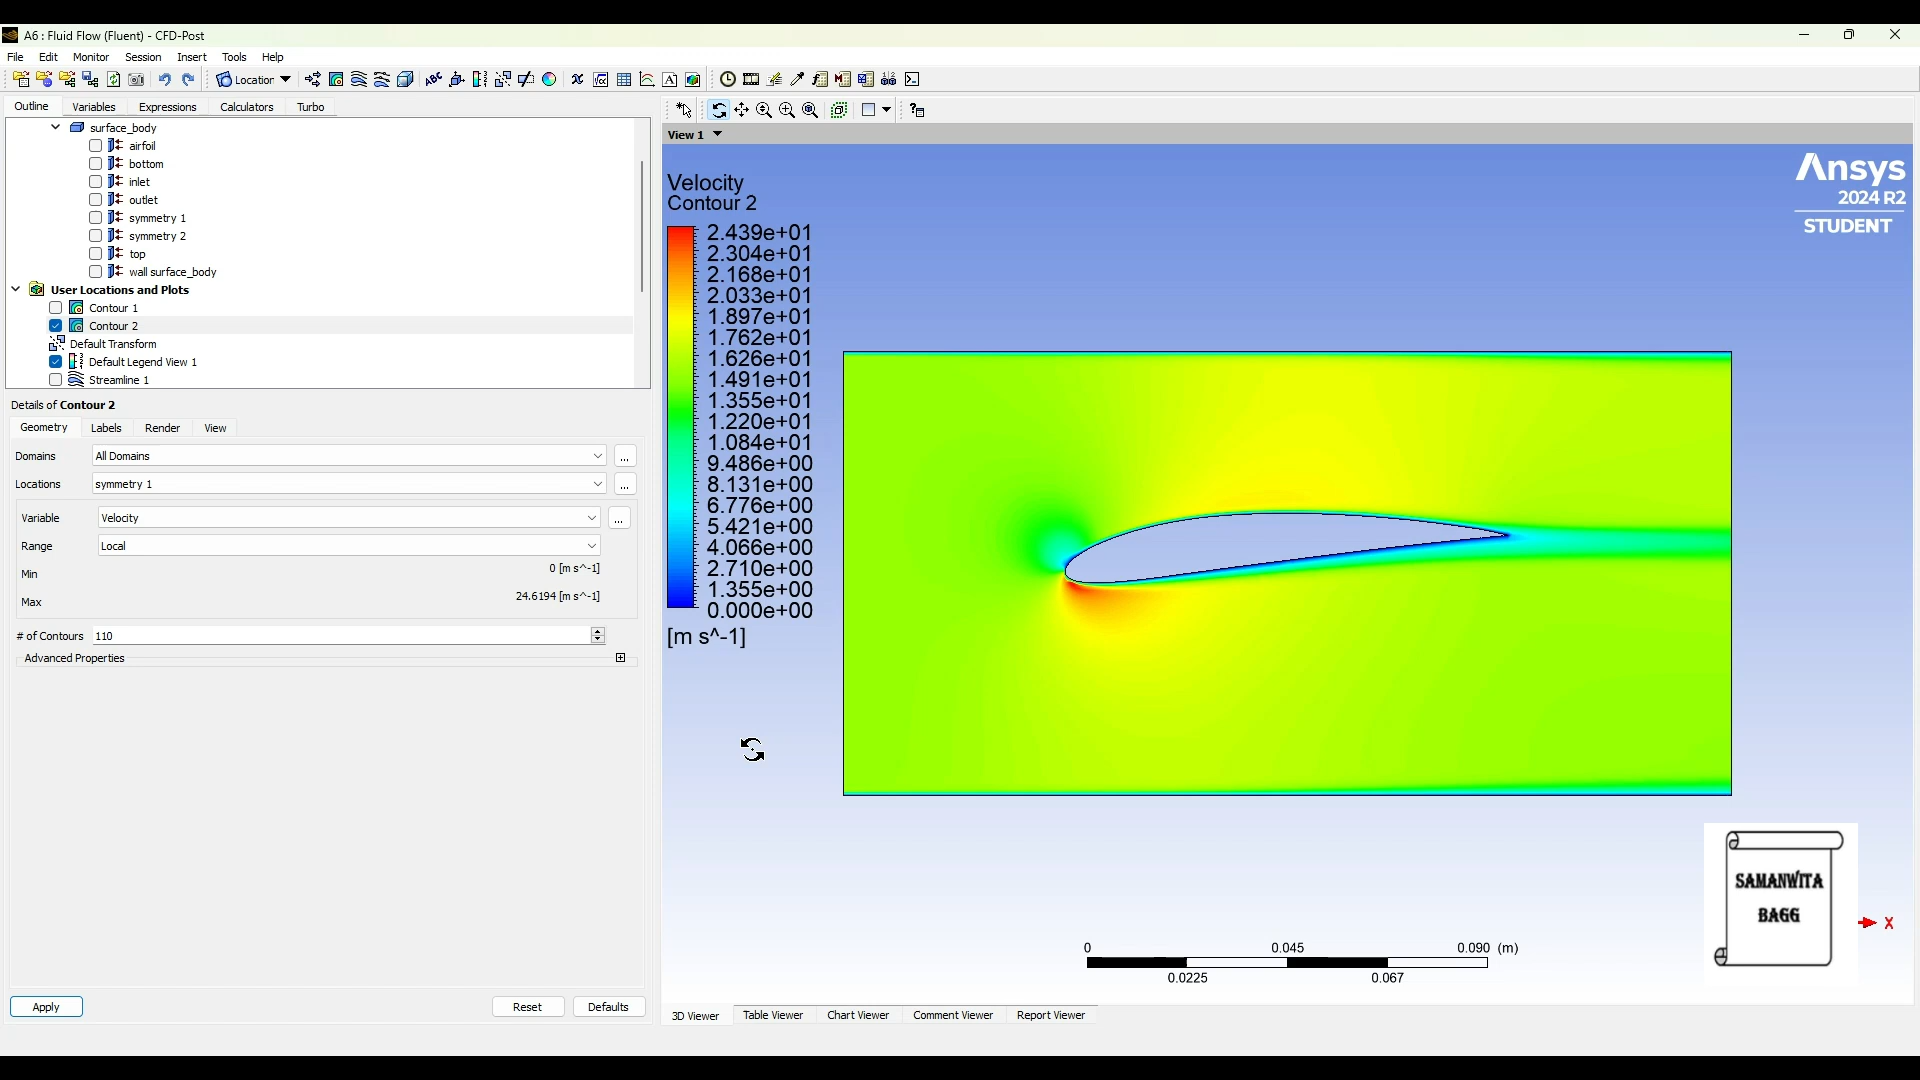 A6 : Fluid Flow (Fluent) - CFD-Post
File Edit Monitor Session Insert Tools Help
Location
Outline Variables Expressions Calculators Turbo
surface_body
airfoil
bottom
inlet
outlet
symmetry 1
symmetry 2
top
wall surface_body
User Locations and Plots
Contour 1
Contour 2
Default Transform
Default Legend View 1
Streamline 1
Details of Contour 2
Geometry Labels Render View
Domains All Domains ...
Locations symmetry 1 ...
Variable Velocity ...
Range Local
Min 0 [m s^-1]
Max 24.6194 [m s^-1]
# of Contours 110
Advanced Properties
Apply Reset Defaults
View 1
Velocity
Contour 2
2.439e+01
2.304e+01
2.168e+01
2.033e+01
1.897e+01
1.762e+01
1.626e+01
1.491e+01
1.355e+01
1.220e+01
1.084e+01
9.486e+00
8.131e+00
6.776e+00
5.421e+00
4.066e+00
2.710e+00
1.355e+00
0.000e+00
[m s^-1]
Ansys
2024 R2
STUDENT
SAMANWITA
BAGG
X
0 0.045 0.090 (m)
0.0225 0.067
3D Viewer Table Viewer Chart Viewer Comment Viewer Report Viewer